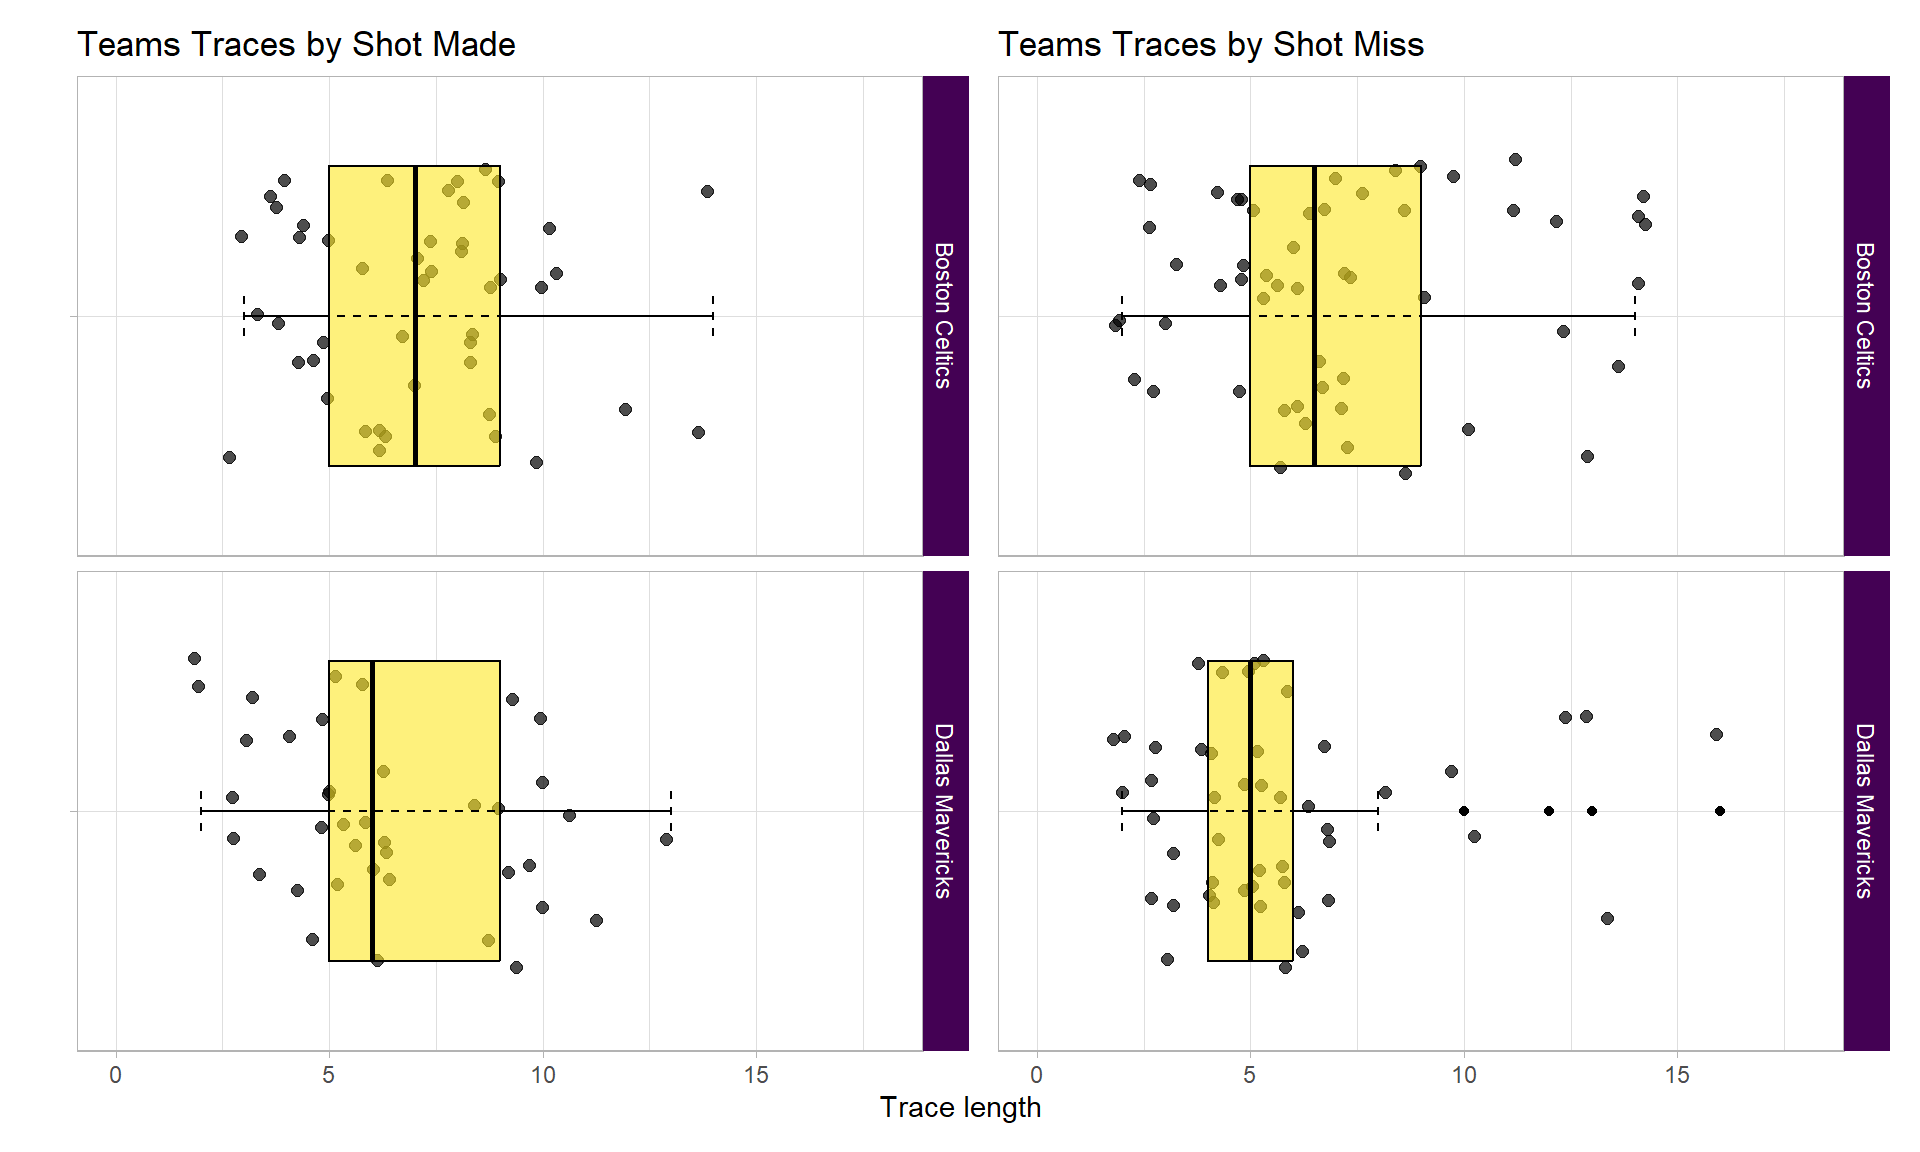 Teams Traces by Shot Made
Teams Traces by Shot Miss
Boston Celtics
Boston Celtics
Dallas Mavericks
Dallas Mavericks
0 5 10 15
0 5 10 15
Trace length